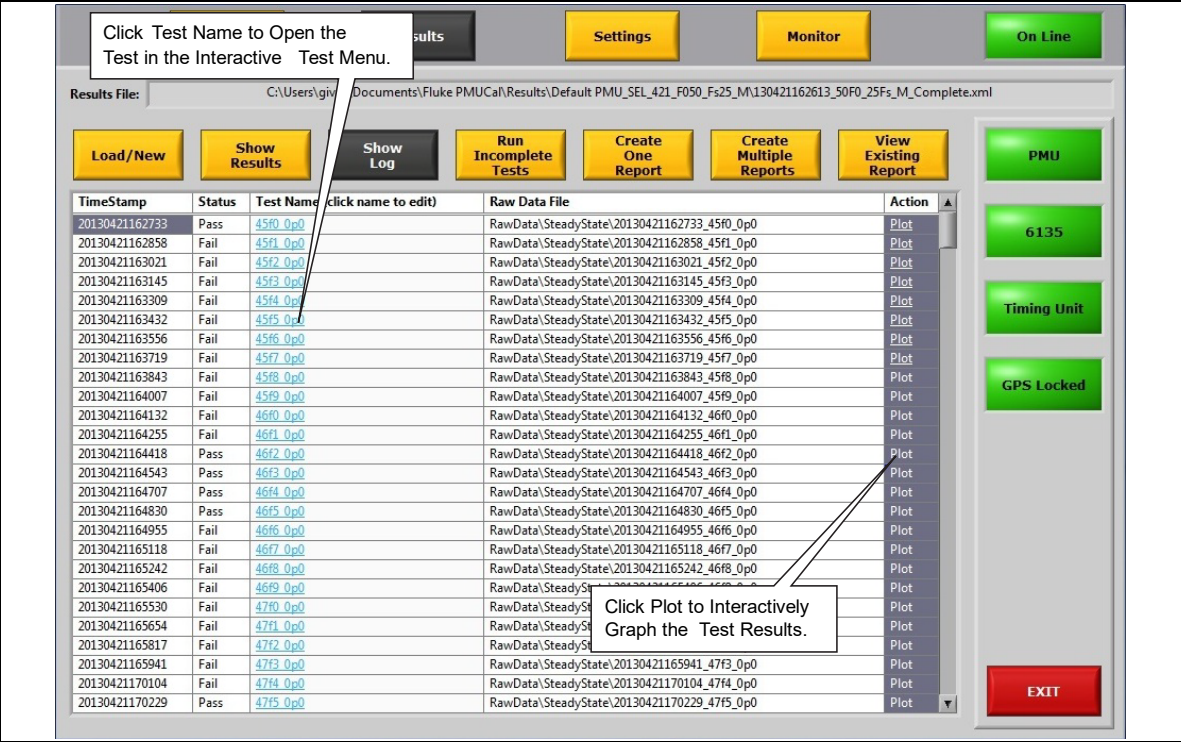 Click Test Name to Open the
Test in the Interactive Test Menu.
Settings
Monitor
On Line
Results File:
Documents\Fluke PMUCal\Results\Default PMU_SEL_421_F050_Fs25_M\130421162613_50F0_25Fs_M_Complete.xml
Load/New
Show
Results
Show
Log
Run
Incomplete
Tests
Create
One
Report
Create
Multiple
Reports
View
Existing
Report
PMU
6135
Timing Unit
GPS Locked
EXIT
TimeStamp Status Test Name click name to edit) Raw Data File Action
20130421162733 Pass 45f0_0p0 RawData\SteadyState\20130421162733_45f0_0p0 Plot
20130421162858 Fail 45f1_0p0 RawData\SteadyState\20130421162858_45f1_0p0 Plot
20130421163021 Fail 45f2_0p0 RawData\SteadyState\20130421163021_45f2_0p0 Plot
20130421163145 Fail 45f3_0p0 RawData\SteadyState\20130421163145_45f3_0p0 Plot
20130421163309 Fail 45f4_0p0 RawData\SteadyState\20130421163309_45f4_0p0 Plot
20130421163432 Fail 45f5_0p0 RawData\SteadyState\20130421163432_45f5_0p0 Plot
20130421163556 Fail 45f6_0p0 RawData\SteadyState\20130421163556_45f6_0p0 Plot
20130421163719 Fail 45f7_0p0 RawData\SteadyState\20130421163719_45f7_0p0 Plot
20130421163843 Fail 45f8_0p0 RawData\SteadyState\20130421163843_45f8_0p0 Plot
20130421164007 Fail 45f9_0p0 RawData\SteadyState\20130421164007_45f9_0p0 Plot
20130421164132 Fail 46f0_0p0 RawData\SteadyState\20130421164132_46f0_0p0 Plot
20130421164255 Fail 46f1_0p0 RawData\SteadyState\20130421164255_46f1_0p0 Plot
20130421164418 Pass 46f2_0p0 RawData\SteadyState\20130421164418_46f2_0p0 Plot
20130421164543 Pass 46f3_0p0 RawData\SteadyState\20130421164543_46f3_0p0 Plot
20130421164707 Pass 46f4_0p0 RawData\SteadyState\20130421164707_46f4_0p0 Plot
20130421164830 Pass 46f5_0p0 RawData\SteadyState\20130421164830_46f5_0p0 Plot
20130421164955 Fail 46f6_0p0 RawData\SteadyState\20130421164955_46f6_0p0 Plot
20130421165118 Fail 46f7_0p0 RawData\SteadyState\20130421165118_46f7_0p0 Plot
20130421165242 Fail 46f8_0p0 RawData\SteadyState\20130421165242_46f8_0p0 Plot
20130421165406 Fail 46f9_0p0 Plot
20130421165530 Fail 47f0_0p0 Plot
20130421165654 Fail 47f1_0p0 Plot
20130421165817 Fail 47f2_0p0 Plot
20130421165941 Fail 47f3_0p0 RawData\SteadyState\20130421165941_47f3_0p0 Plot
20130421170104 Fail 47f4_0p0 RawData\SteadyState\20130421170104_47f4_0p0 Plot
20130421170229 Pass 47f5_0p0 RawData\SteadyState\20130421170229_47f5_0p0 Plot
Click Plot to Interactively
Graph the Test Results.